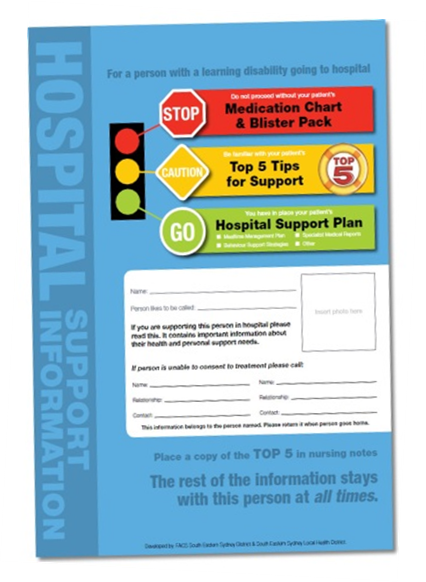 HOSPITAL SUPPORT INFORMATION
For a person with a learning disability going to hospital
STOP
Do not proceed without your patient's
Medication Chart
& Blister Pack
CAUTION
Be familiar with your patient's
Top 5 Tips
for Support
TOP
5
GO
You have in place your patient's
Hospital Support Plan
Mealtime Management Plan
Specialist Medical Reports
Behaviour Support Strategies
Other
Name:
Person likes to be called:
Insert photo here
If you are supporting this person in hospital please
read this. It contains important information about
their health and personal support needs.
If person is unable to consent to treatment please call:
Name: Name:
Relationship: Relationship:
Contact: Contact:
This information belongs to the person named. Please return it when person goes home.
Place a copy of the TOP 5 in nursing notes
The rest of the information stays
with this person at all times.
Developed by: FACS South Eastern Sydney District & South Eastern Sydney Local Health District